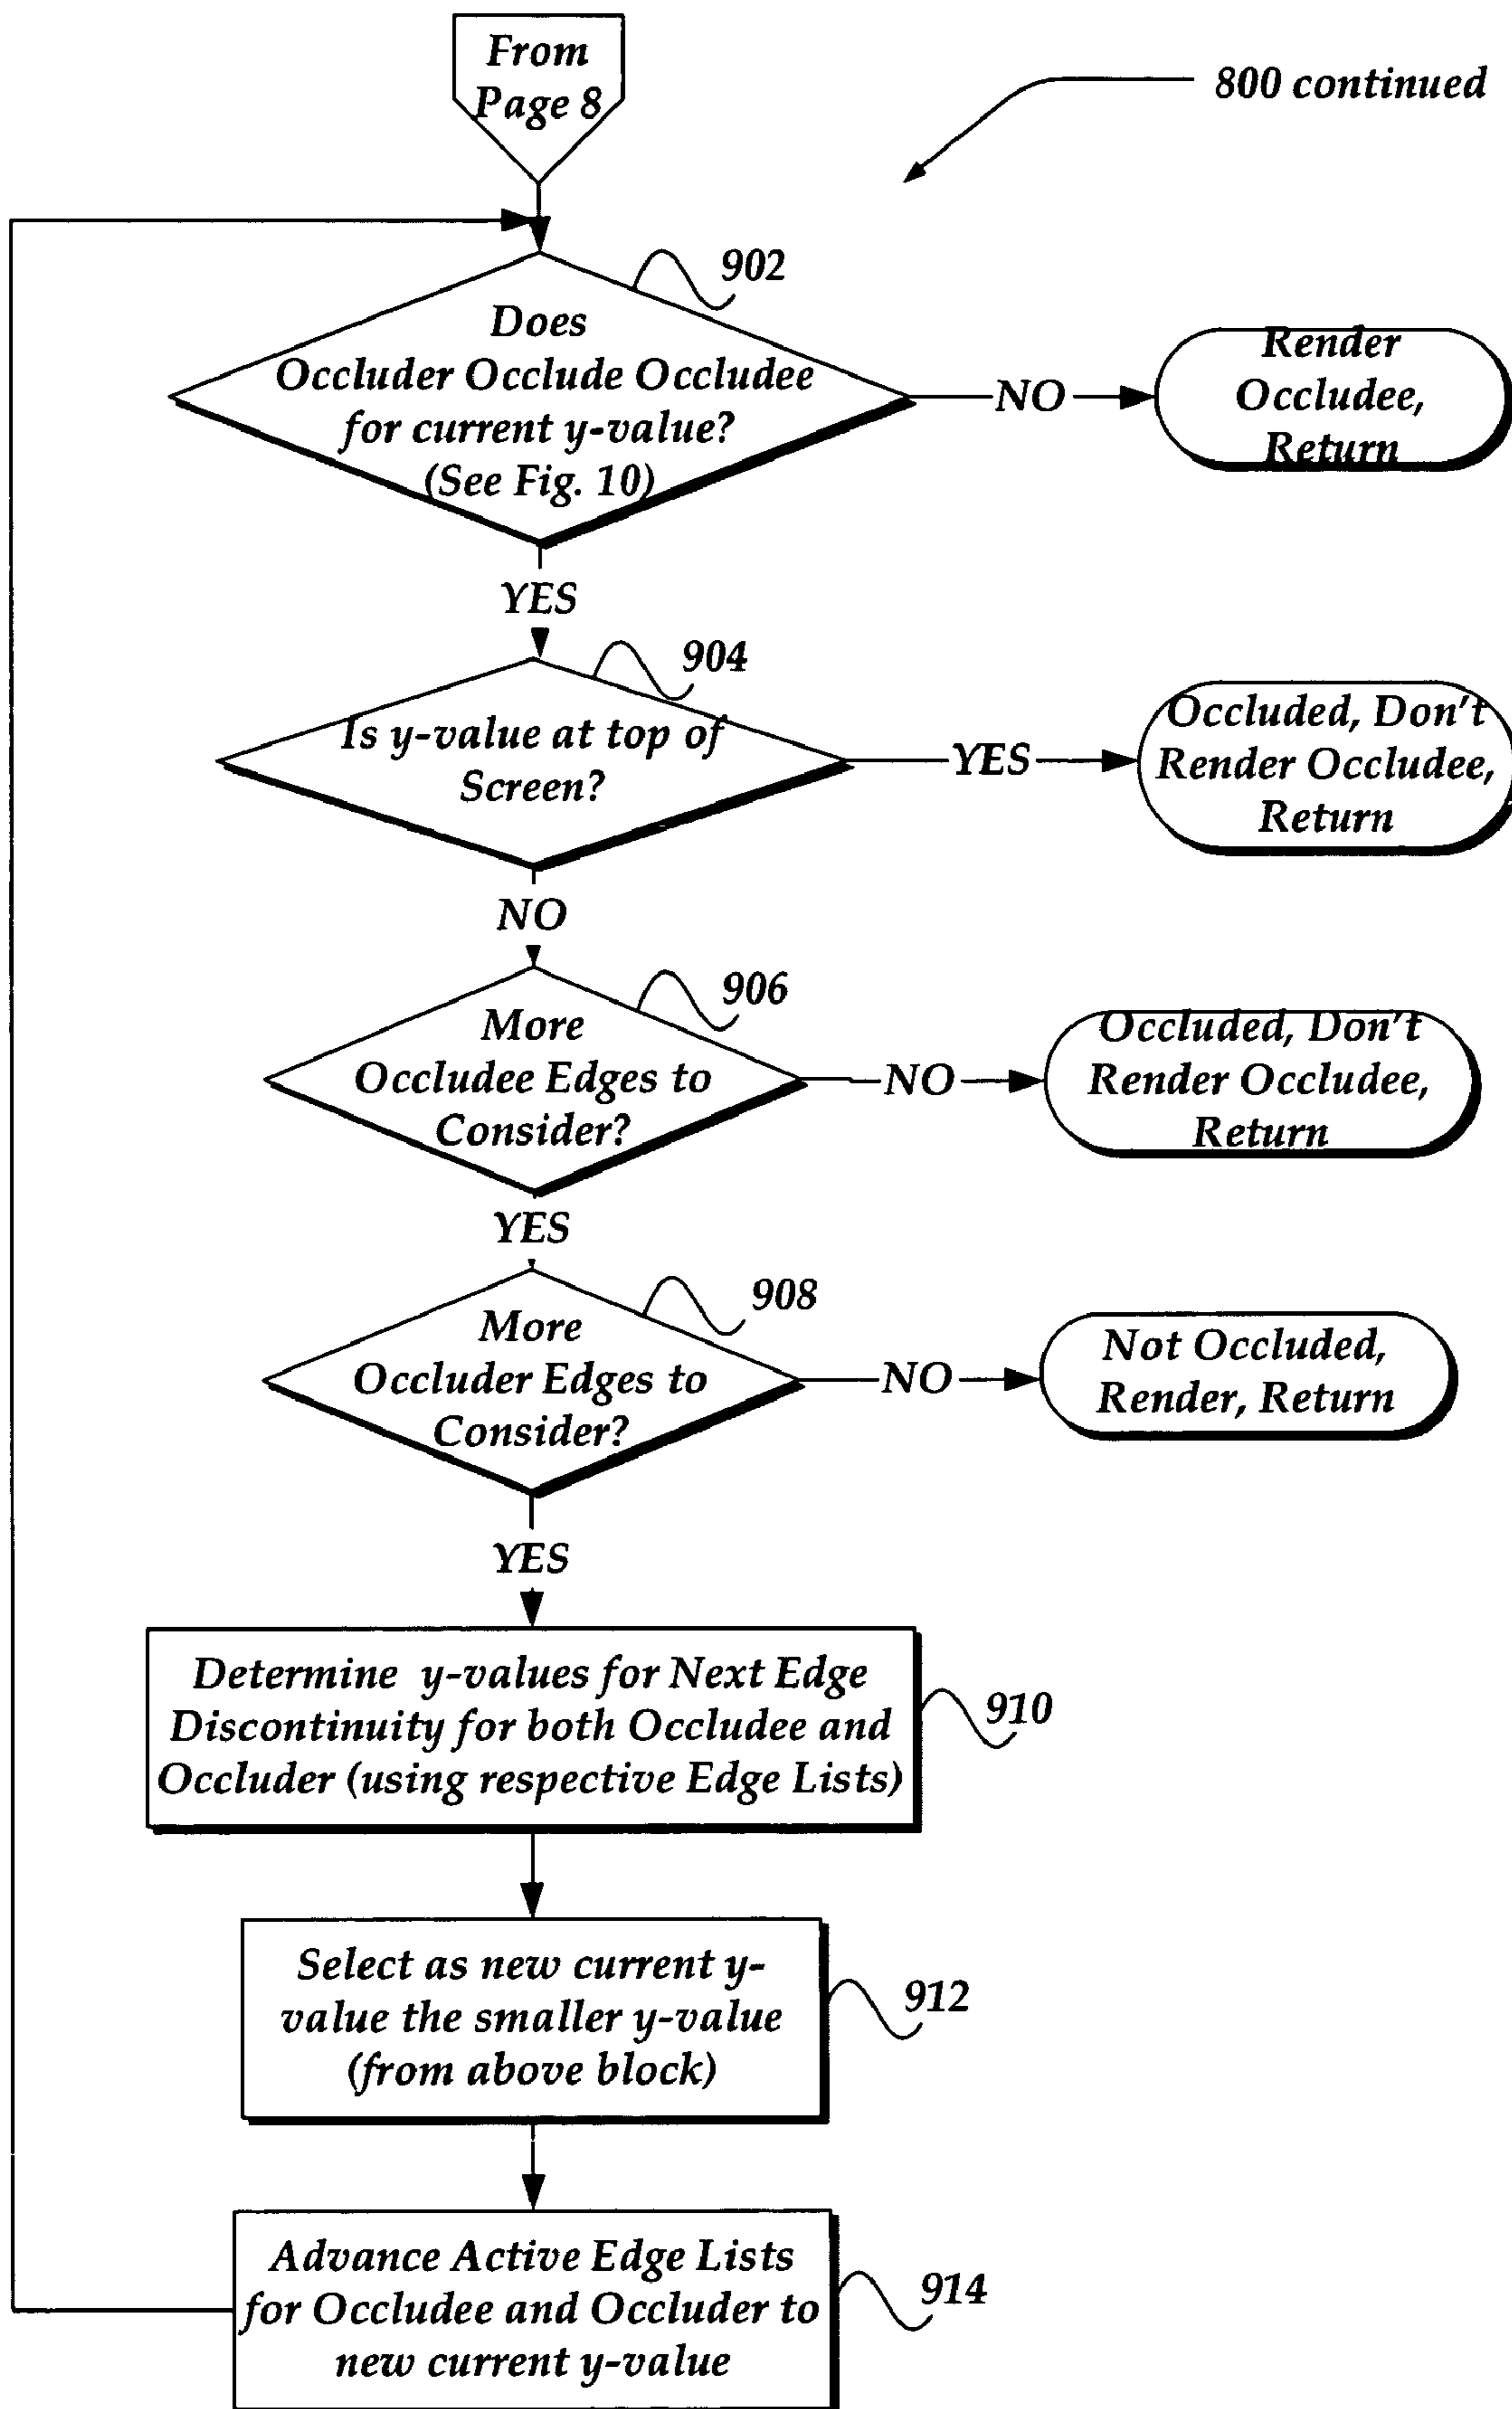 From
Page 8
800 continued
902
Does
Occluder Occlude Occludee
for current y-value?
(See Fig. 10)
NO
Render
Occludee,
Return
YES
904
Is y-value at top of
Screen?
YES
Occluded, Don't
Render Occludee,
Return
NO
906
More
Occludee Edges to
Consider?
NO
Occluded, Don't
Render Occludee,
Return
YES
908
More
Occluder Edges to
Consider?
NO
Not Occluded,
Render, Return
YES
Determine y-values for Next Edge
Discontinuity for both Occludee and
Occluder (using respective Edge Lists)
910
Select as new current y-
value the smaller y-value
(from above block)
912
Advance Active Edge Lists
for Occludee and Occluder to
new current y-value
914